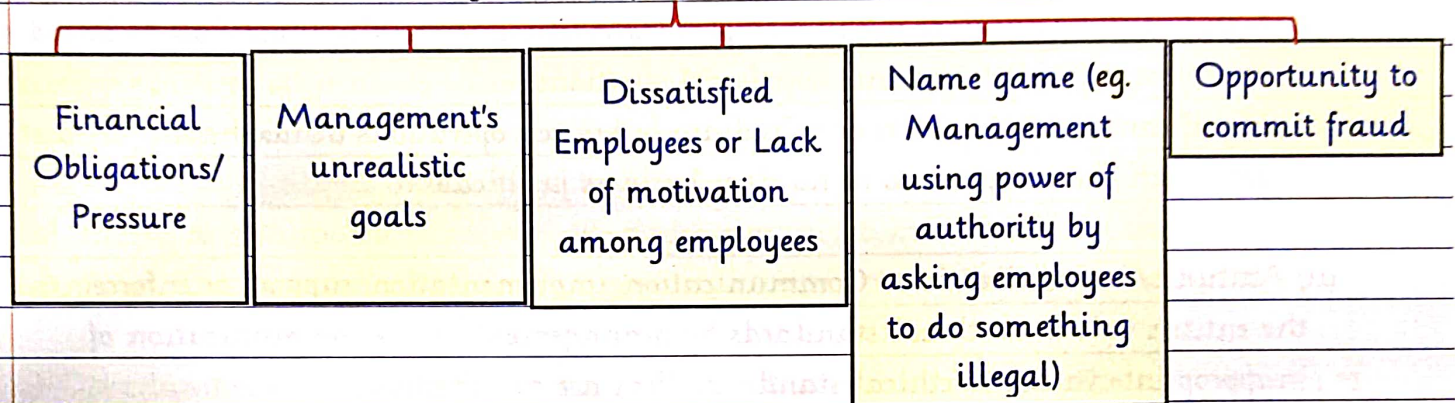 Financial
Obligations/
Pressure
Management's
unrealistic
goals
Dissatisfied
Employees or Lack
of motivation
among employees
Name game (eg.
Management
using power of
authority by
asking employees
to do something
illegal)
Opportunity to
commit fraud